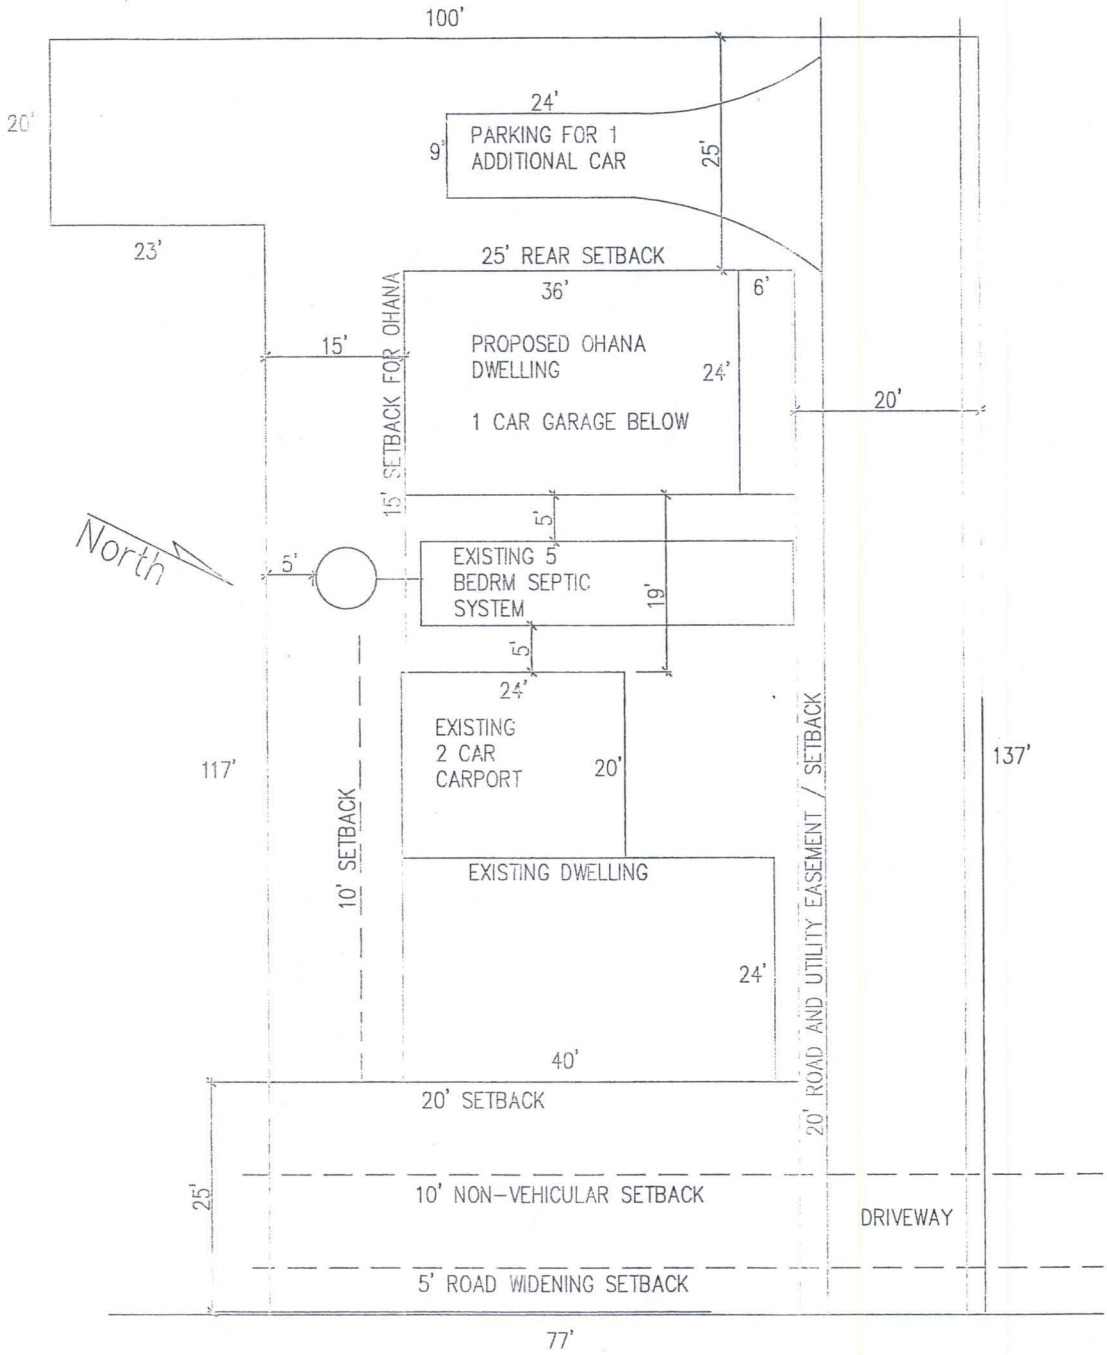 100'
20'
24'
9'
PARKING FOR 1
ADDITIONAL CAR
25'
23'
25' REAR SETBACK
36'
6'
15'
15' SETBACK FOR OHANA
PROPOSED OHANA
DWELLING
24'
1 CAR GARAGE BELOW
20'
North
5'
5'
EXISTING 5
BEDRM SEPTIC
SYSTEM
19'
5'
24'
EXISTING
2 CAR
CARPORT
20'
117'
137'
10' SETBACK
20' ROAD AND UTILITY EASEMENT / SETBACK
EXISTING DWELLING
24'
40'
20' SETBACK
25'
10' NON-VEHICULAR SETBACK
DRIVEWAY
5' ROAD WIDENING SETBACK
77'